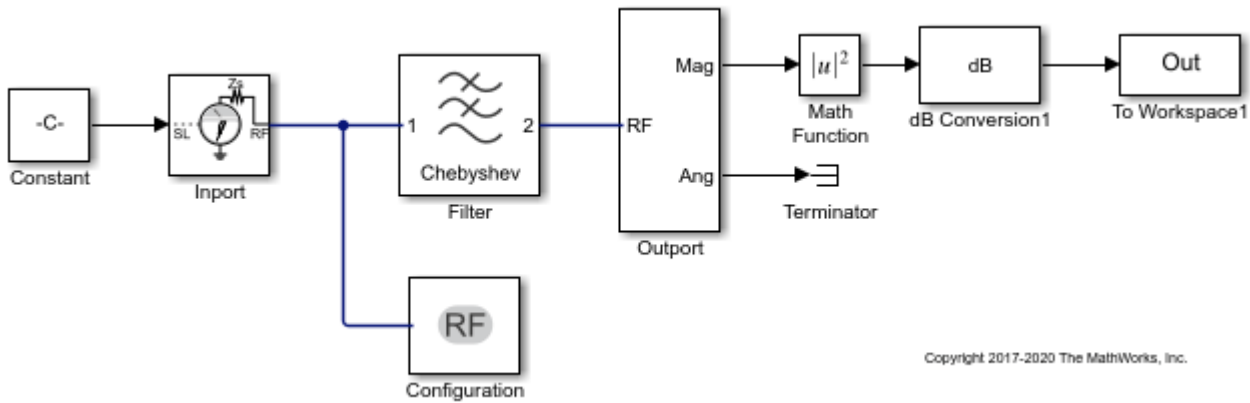 -C-
Constant
SL
Zs
RF
Inport
1
2
Chebyshev
Filter
RF
Configuration
RF
Mag
Ang
Outport
|u|²
Math
Function
Terminator
dB
dB Conversion1
Out
To Workspace1
Copyright 2017-2020 The MathWorks, Inc.